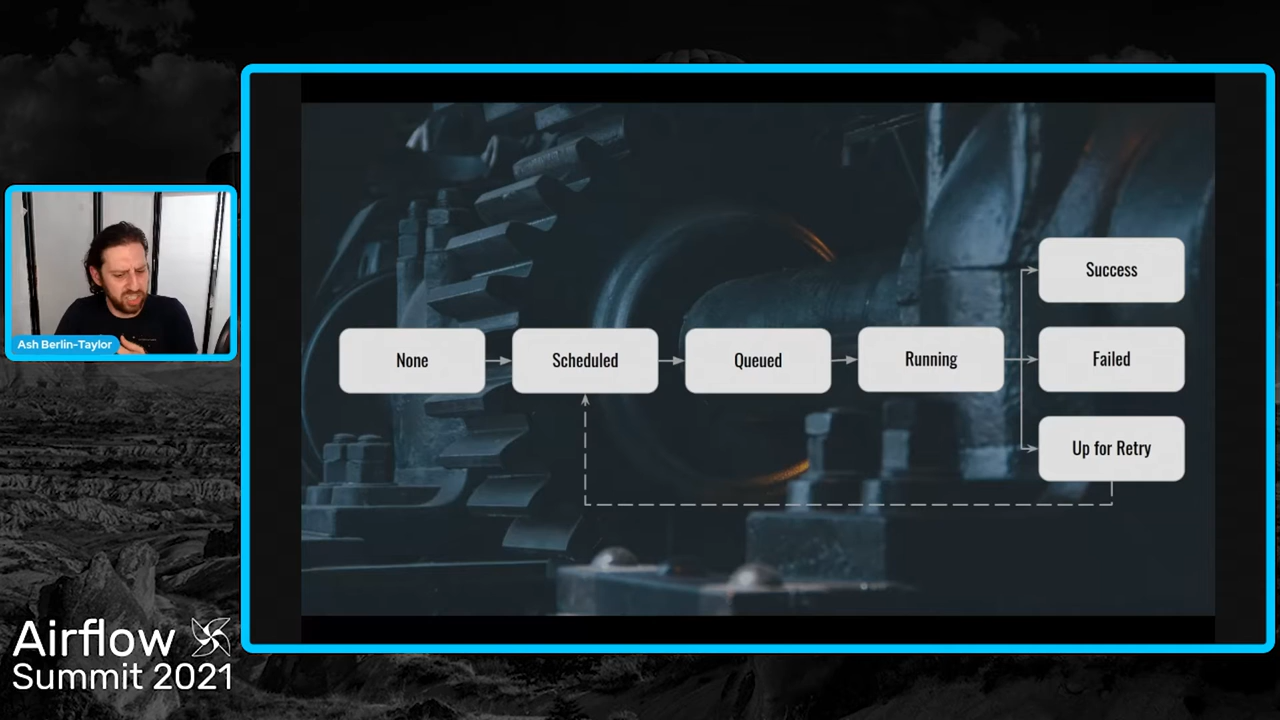 Ash Berlin-Taylor
Airflow
Summit 2021
None
Scheduled
Queued
Running
Success
Failed
Up for Retry